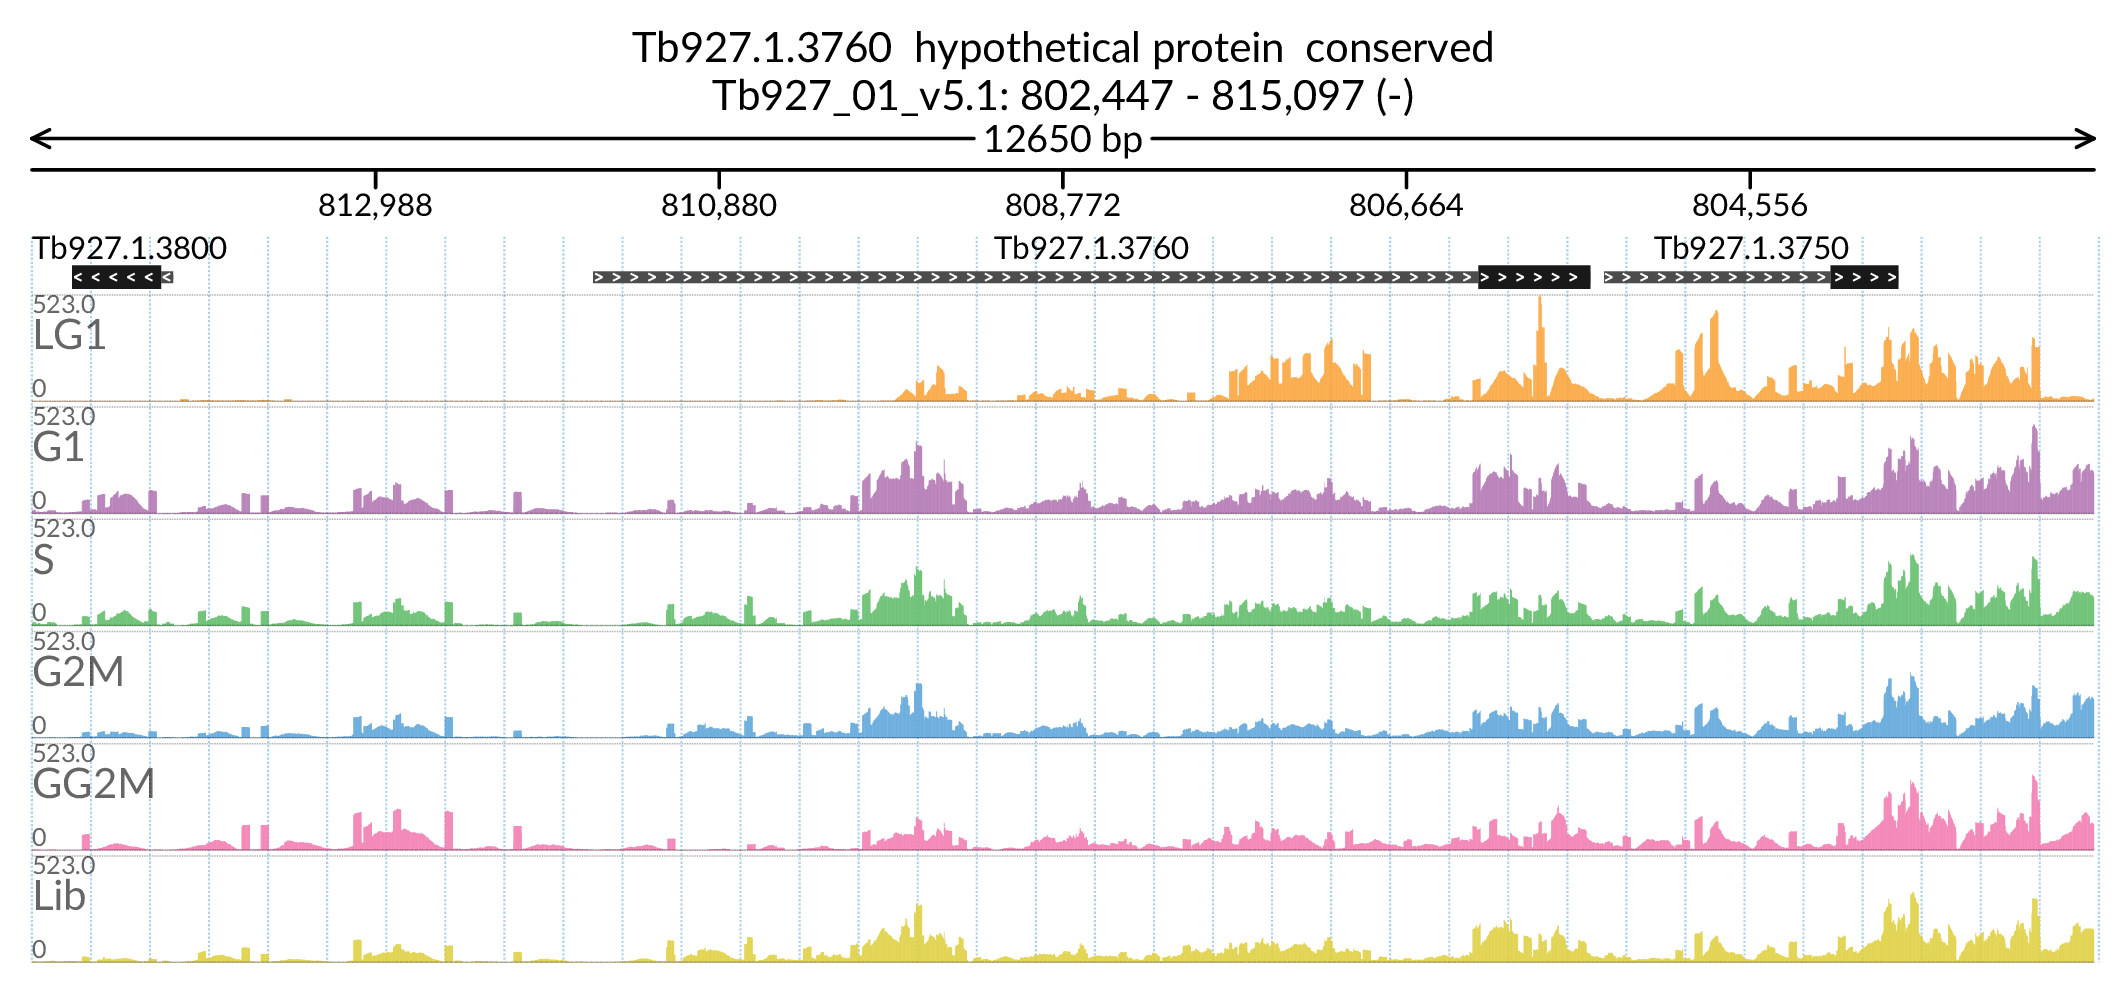 Tb927.1.3760  hypothetical protein  conserved
Tb927_01_v5.1: 802,447 - 815,097 (-)
12650 bp
812,988 810,880 808,772 806,664 804,556
Tb927.1.3800 Tb927.1.3760 Tb927.1.3750
523.0
LG1
0
523.0
G1
0
523.0
S
0
523.0
G2M
0
523.0
GG2M
0
523.0
Lib
0